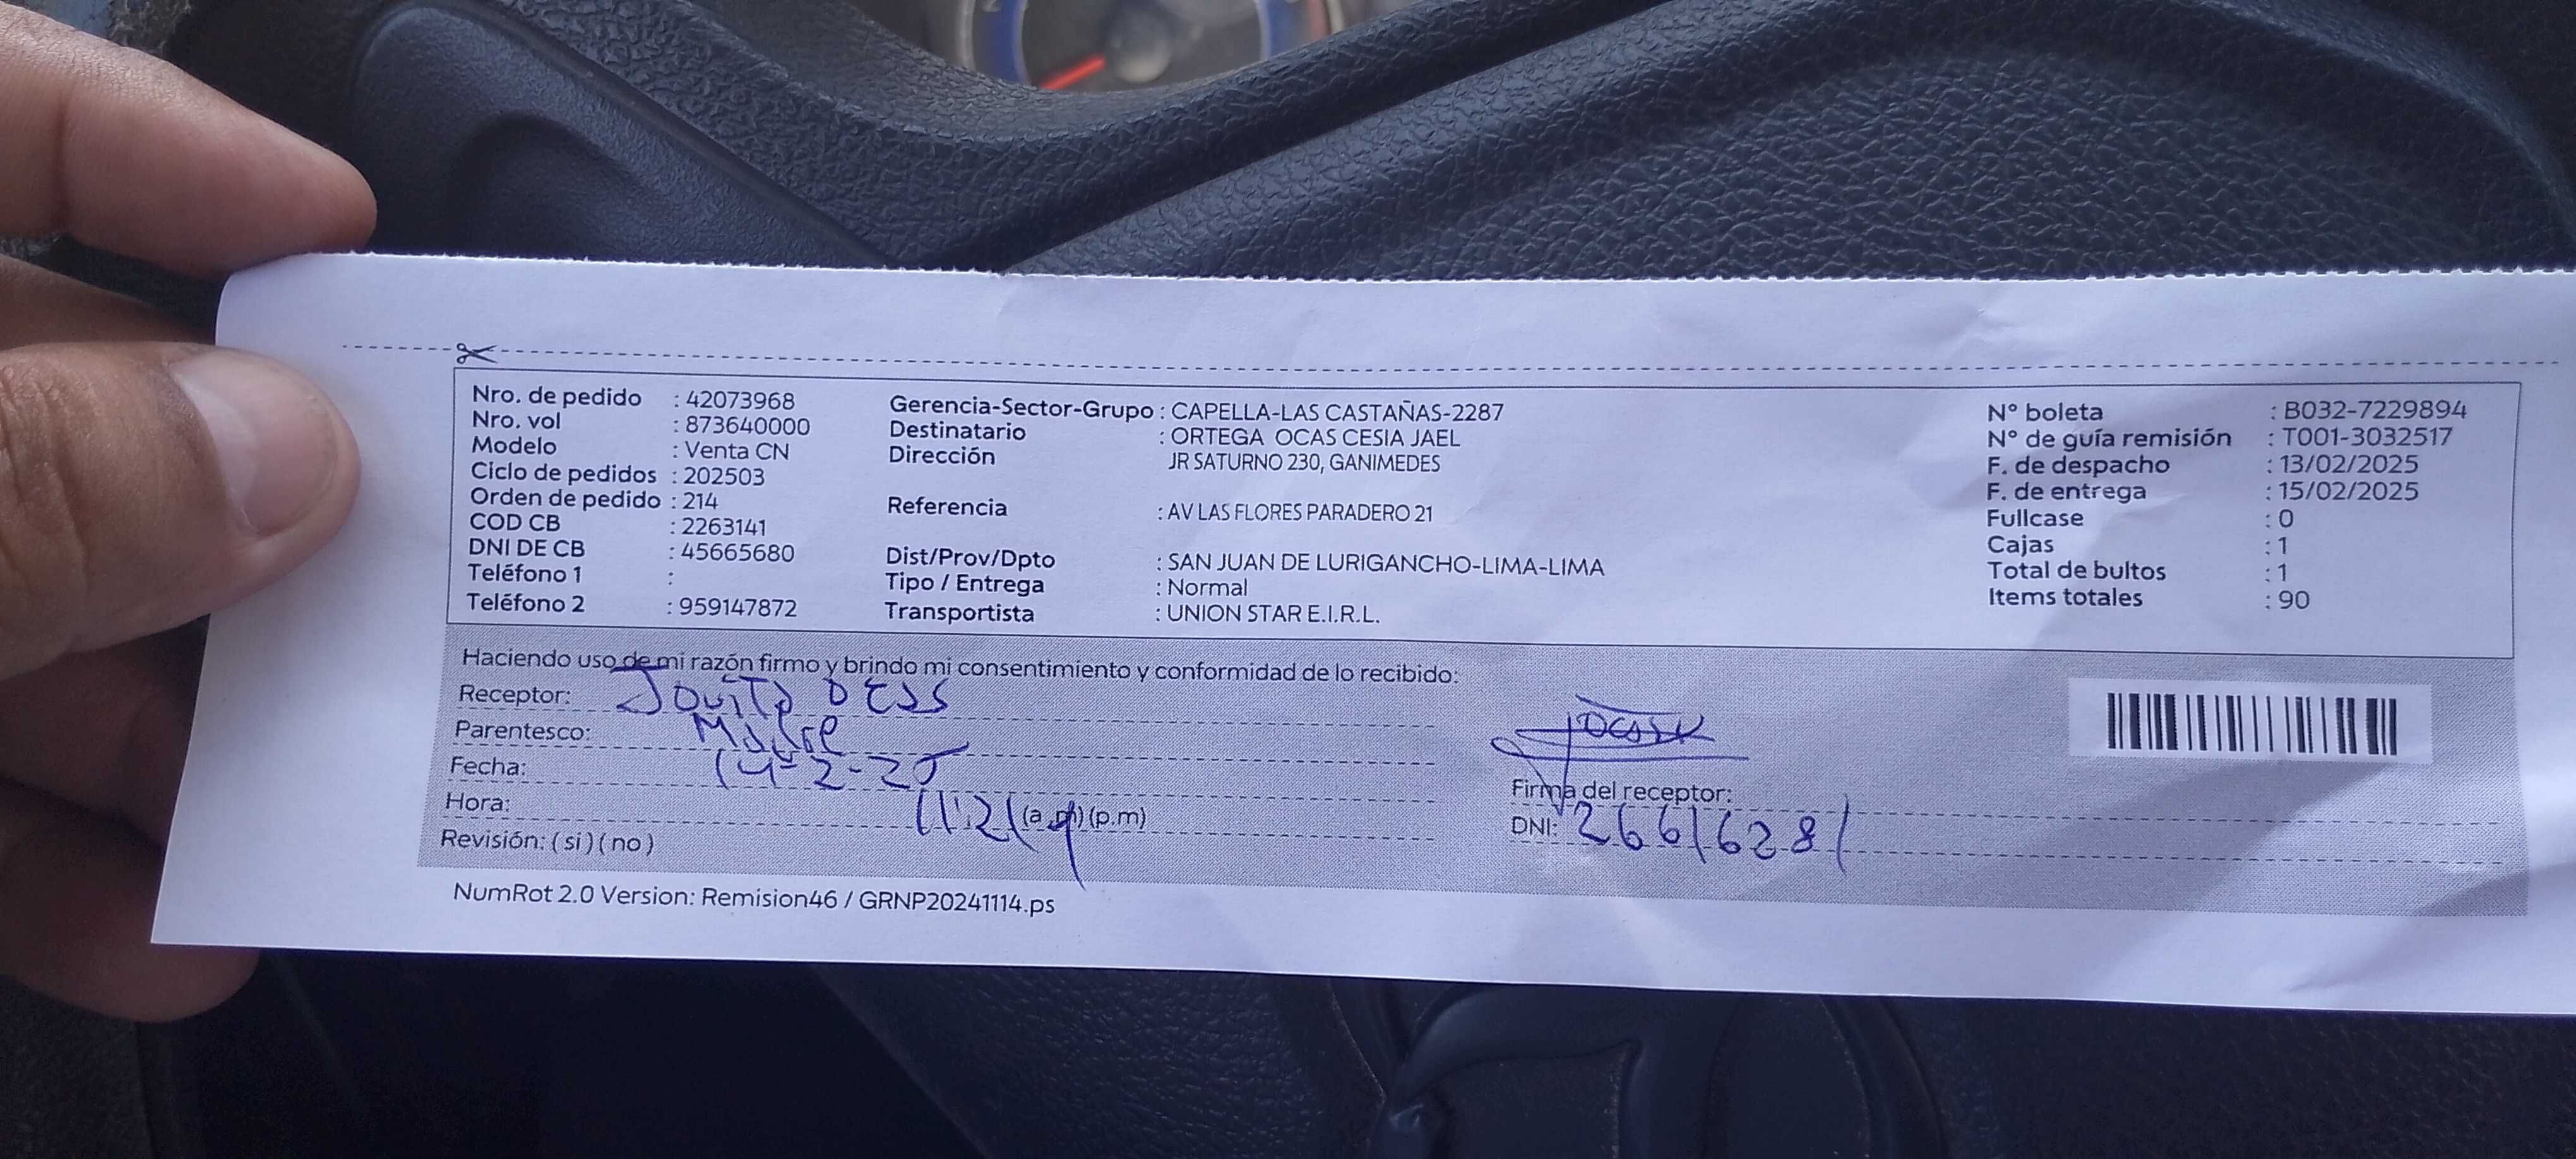 Nro. de pedido : 42073968
Nro. vol : 873640000
Modelo : Venta CN
Ciclo de pedidos : 202503
Orden de pedido : 214
COD CB : 2263141
DNI DE CB : 45665680
Teléfono 1 :
Teléfono 2 : 959147872
Gerencia-Sector-Grupo : CAPELLA-LAS CASTAÑAS-2287
Destinatario : ORTEGA OCAS CESIA JAEL
Dirección JR SATURNO 230, GANIMEDES
Referencia : AV LAS FLORES PARADERO 21
Dist/Prov/Dpto : SAN JUAN DE LURIGANCHO-LIMA-LIMA
Tipo / Entrega : Normal
Transportista : UNION STAR E.I.R.L.
N° boleta : B032-7229894
N° de guía remisión : T001-3032517
F. de despacho : 13/02/2025
F. de entrega : 15/02/2025
Fullcase : 0
Cajas : 1
Total de bultos : 1
Items totales : 90
Haciendo uso de mi razón firmo y brindo mi consentimiento y conformidad de lo recibido:
Receptor: Jovita
Parentesco: Madre
Fecha: 14-2-25
Hora: (a.m) (p.m)
Revisión: ( si ) ( no )
Firma del receptor:
DNI: 26616281
NumRot 2.0 Version: Remision46 / GRNP20241114.ps